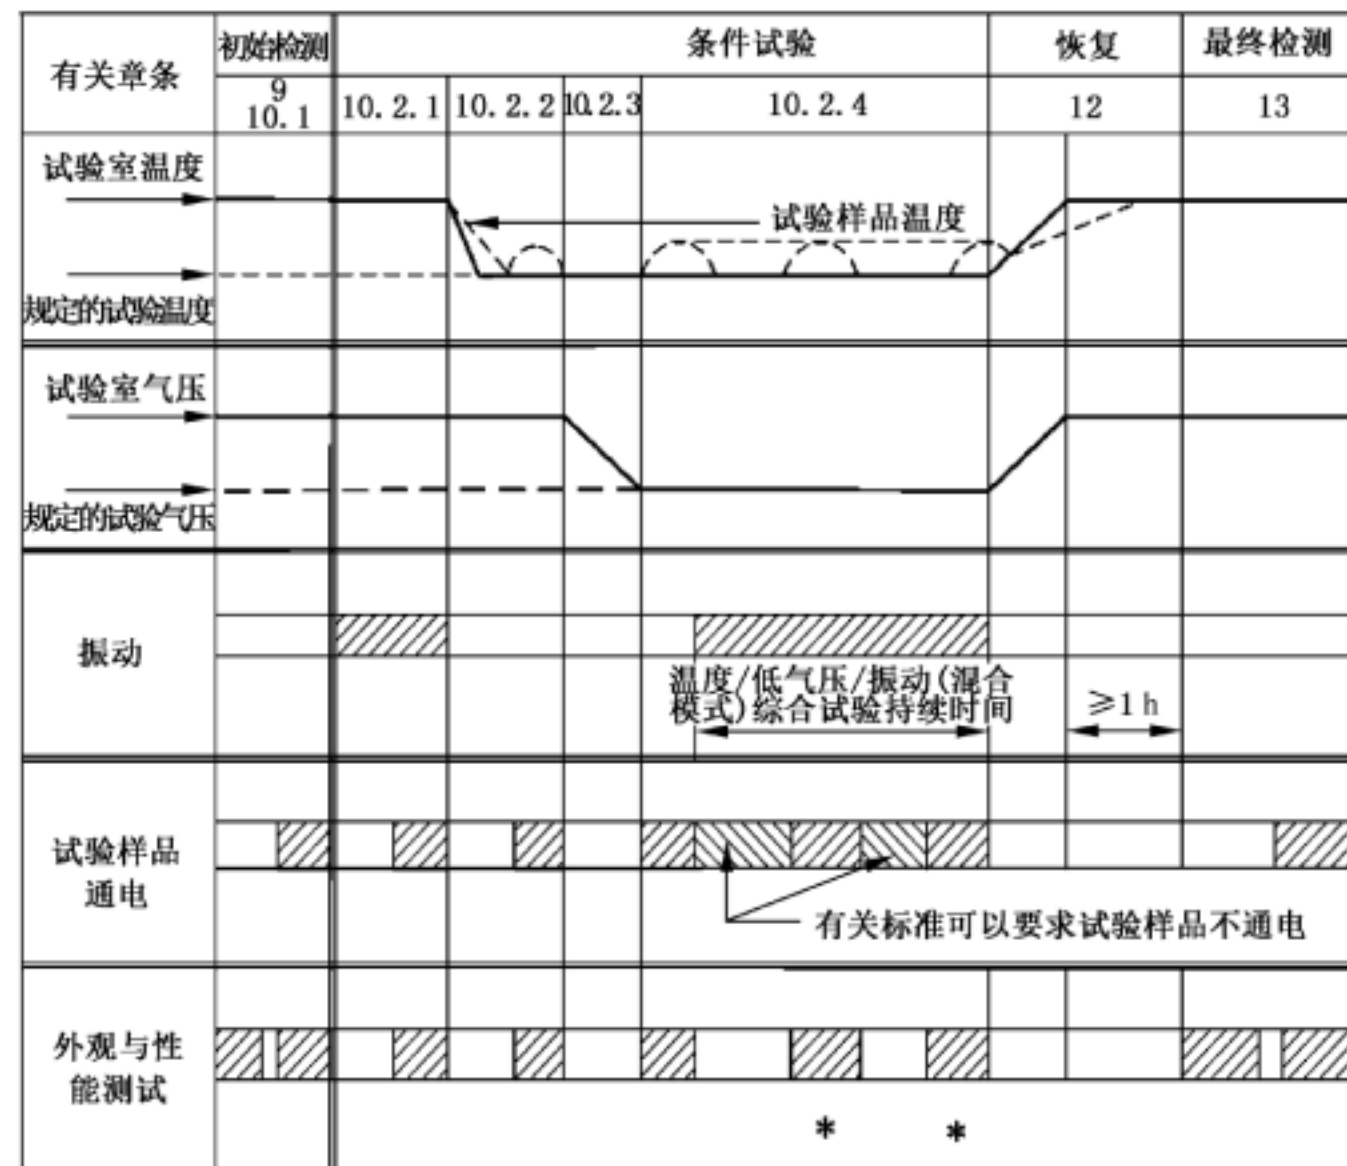 有关章条
初始检测
条件试验
恢复
最终检测
9
10.1
10.2.1
10.2.2
10.2.3
10.2.4
12
13
试验室温度
试验样品温度
规定的试验温度
试验室气压
规定的试验气压
振动
温度/低气压/振动(混合
模式)综合试验持续时间
≥1 h
试验样品
通电
有关标准可以要求试验样品不通电
外观与性
能测试
* *